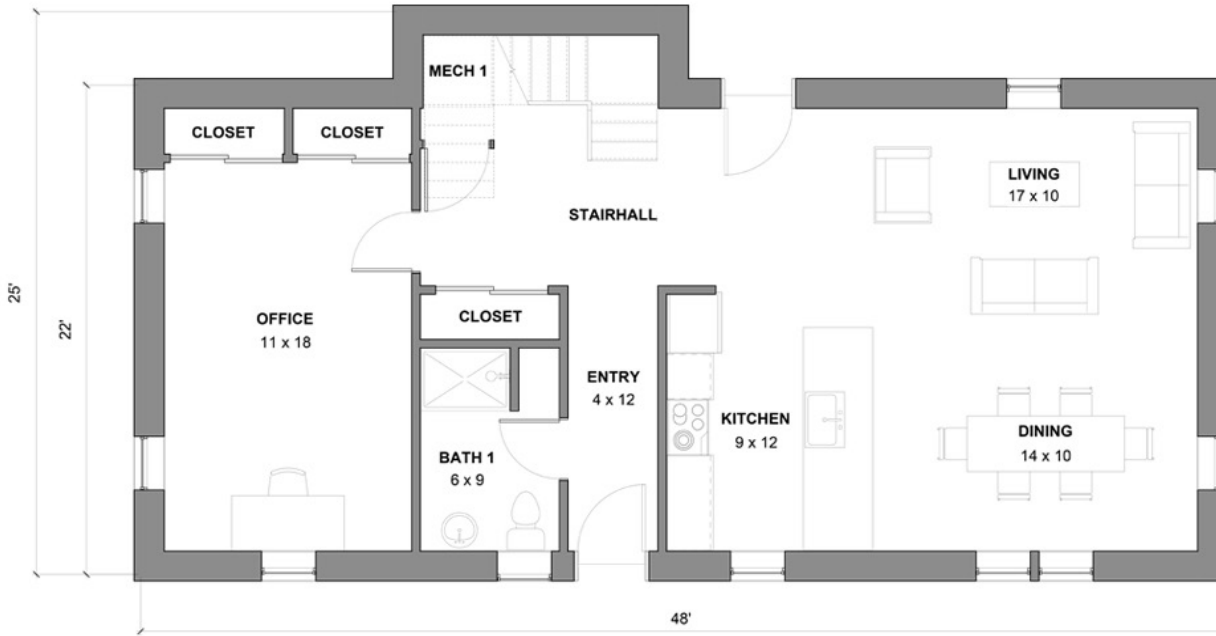 MECH 1
CLOSET
CLOSET
LIVING
17 x 10
STAIRHALL
25'
22'
OFFICE
11 x 18
CLOSET
ENTRY
4 x 12
KITCHEN
9 x 12
DINING
14 x 10
BATH 1
6 x 9
48'